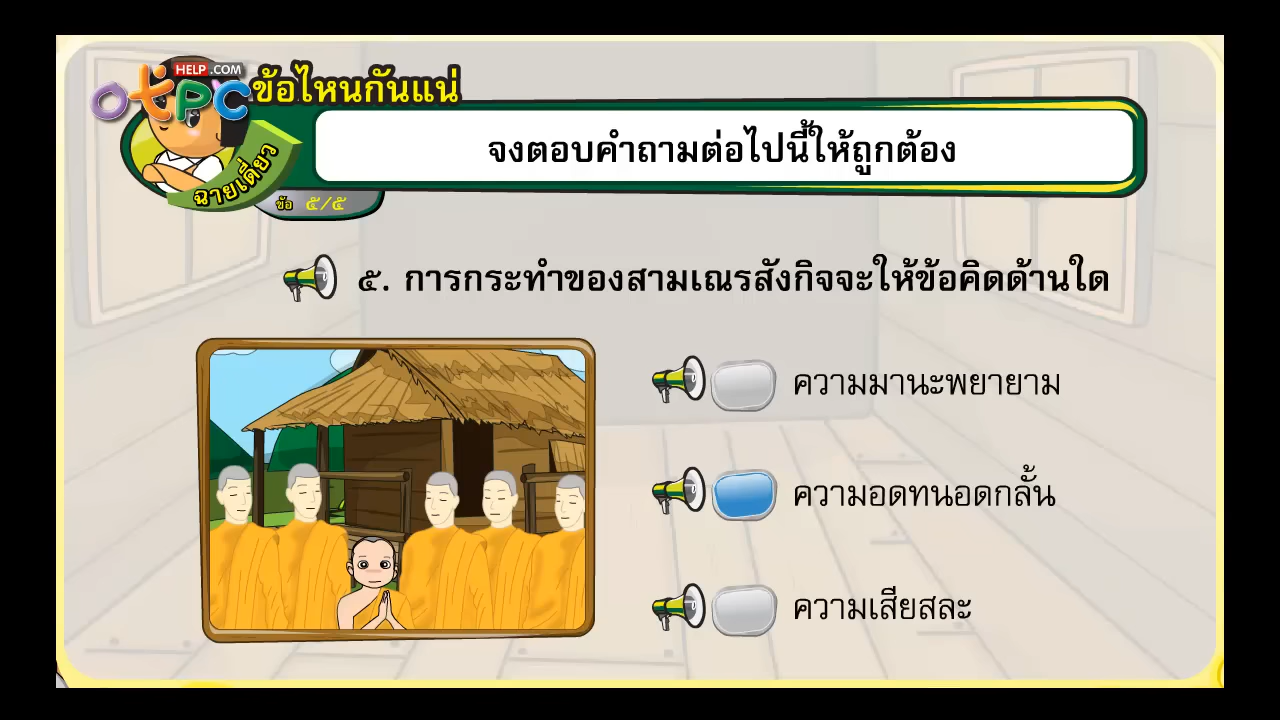 HELP .COM
OTPC
ข้อไหนกันแน่
ฉายเดี่ยว
จงตอบคำถามต่อไปนี้ให้ถูกต้อง
ข้อ ๕/๕
๕. การกระทำของสามเณรสังกิจจะให้ข้อคิดด้านใด
ความมานะพยายาม
ความอดทนอดกลั้น
ความเสียสละ